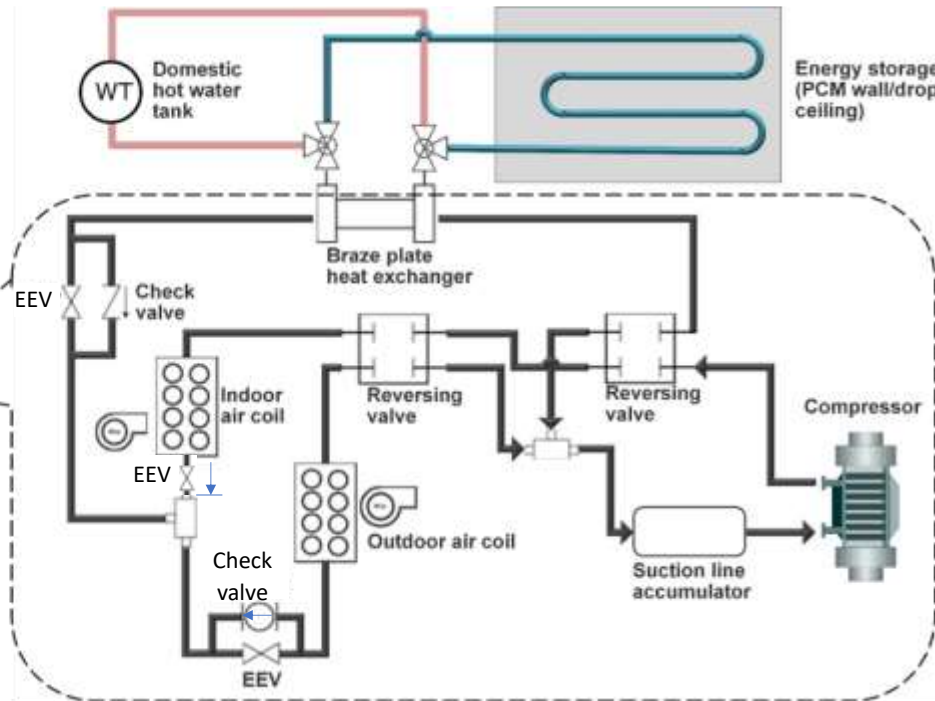 WT
Domestic
hot water
tank
Energy storage
(PCM wall/drop
ceiling)
Braze plate
heat exchanger
EEV
Check
valve
Indoor
air coil
Reversing
valve
Reversing
valve
Compressor
EEV
Outdoor air coil
Suction line
accumulator
Check
valve
EEV